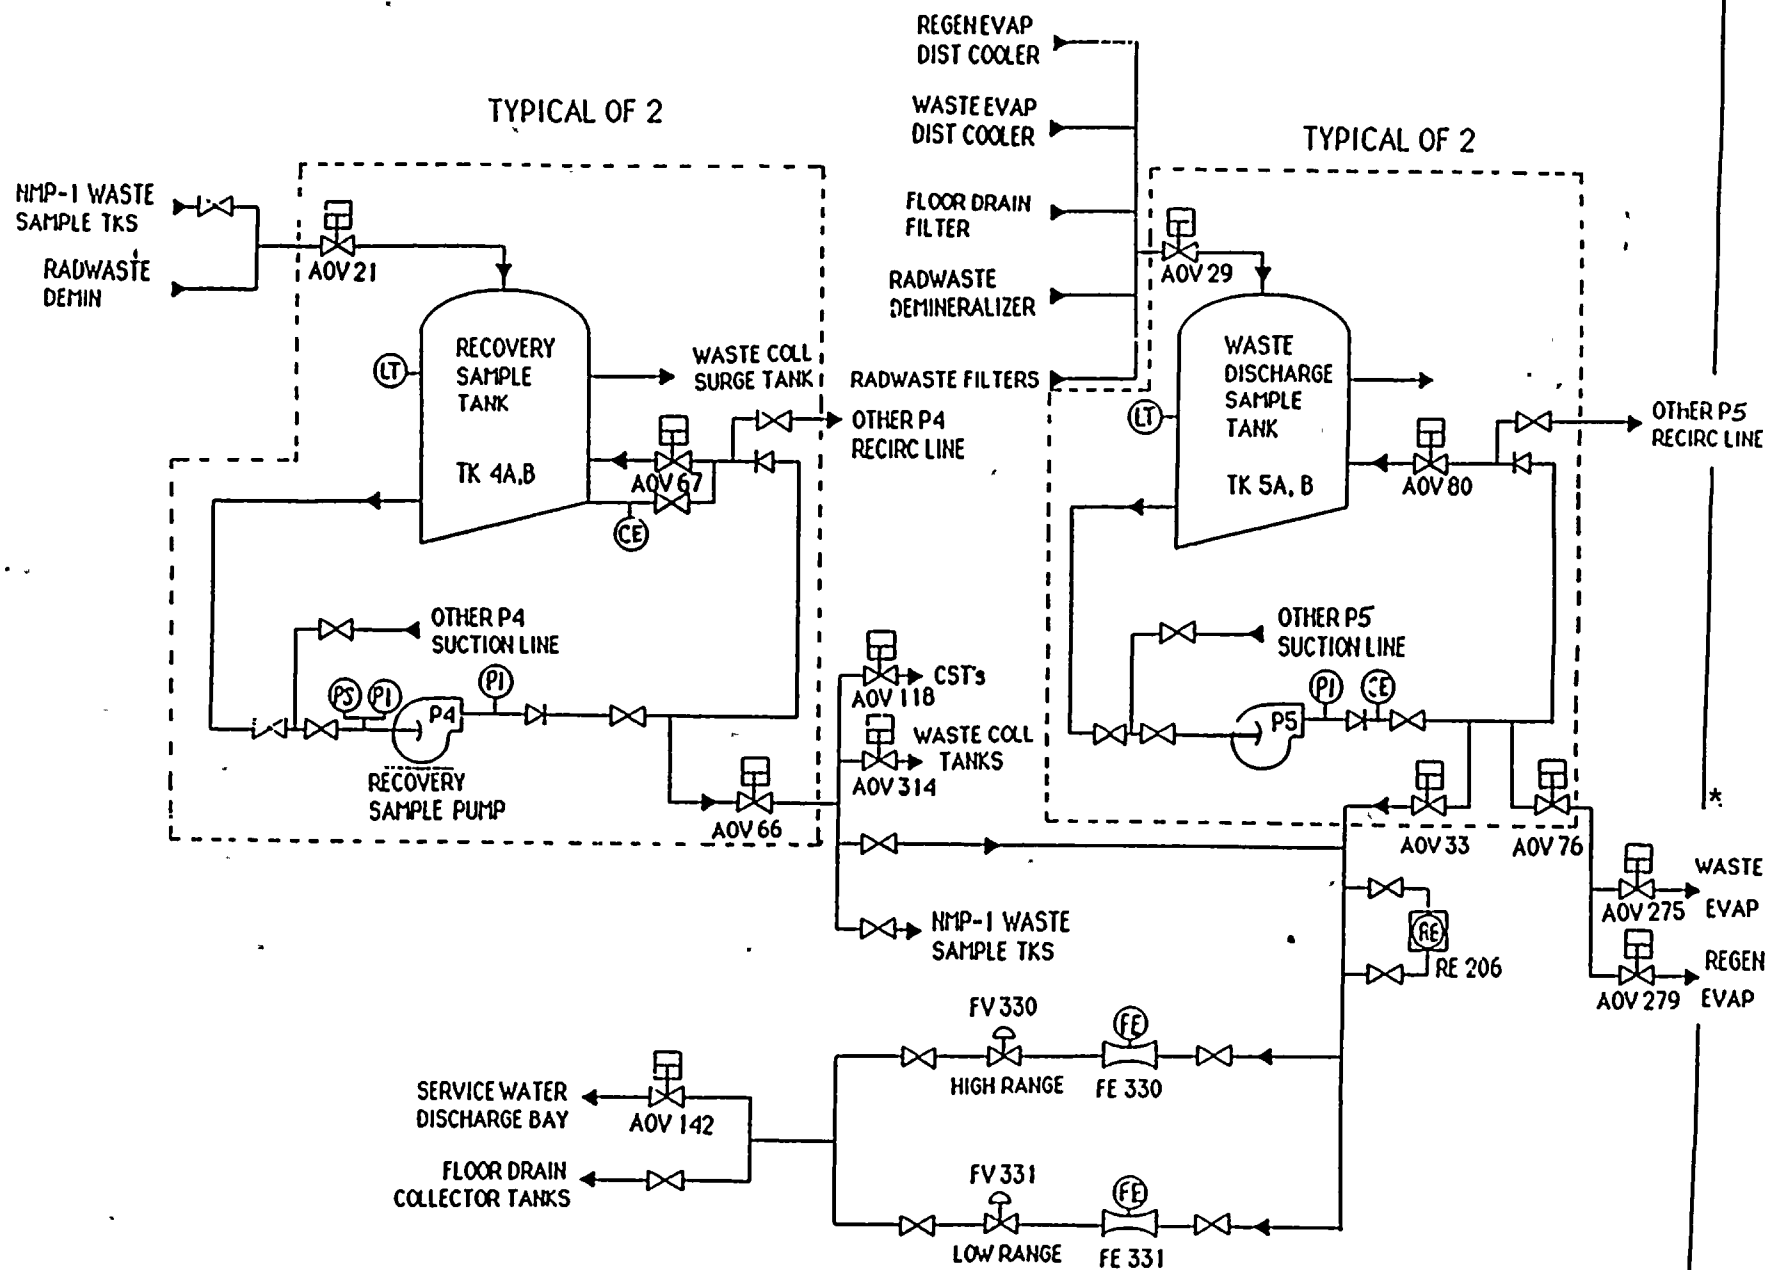 REGEN EVAP
DIST COOLER
WASTE EVAP
DIST COOLER
FLOOR DRAIN
FILTER
RADWASTE
DEMINERALIZER
RADWASTE FILTERS
TYPICAL OF 2
NMP-1 WASTE
SAMPLE TKS
RADWASTE
DEMIN
AOV 21
LT
RECOVERY
SAMPLE
TANK
TK 4A,B
WASTE COLL
SURGE TANK
OTHER P4
RECIRC LINE
AOV 67
CE
OTHER P4
SUCTION LINE
PS
PI
P4
PI
RECOVERY
SAMPLE PUMP
AOV 66
AOV 118
CST's
AOV 314
WASTE COLL
TANKS
NMP-1 WASTE
SAMPLE TKS
TYPICAL OF 2
AOV 29
LT
WASTE
DISCHARGE
SAMPLE
TANK
TK 5A, B
AOV 80
OTHER P5
RECIRC LINE
OTHER P5
SUCTION LINE
P5
PI
CE
AOV 33
AOV 76
*
AOV 275
WASTE
EVAP
AOV 279
REGEN
EVAP
RE
RE 206
FV 330
HIGH RANGE
FE
FE 330
FV 331
LOW RANGE
FE
FE 331
SERVICE WATER
DISCHARGE BAY
AOV 142
FLOOR DRAIN
COLLECTOR TANKS